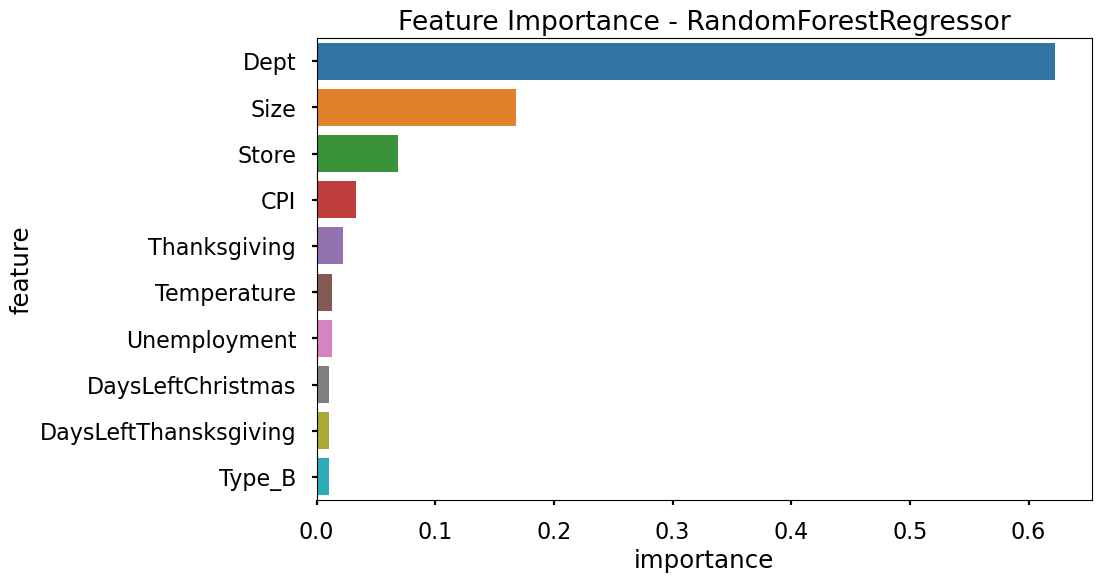 Feature Importance - RandomForestRegressor
feature
Dept
Size
Store
CPI
Thanksgiving
Temperature
Unemployment
DaysLeftChristmas
DaysLeftThansksgiving
Type_B
0.0 0.1 0.2 0.3 0.4 0.5 0.6
importance